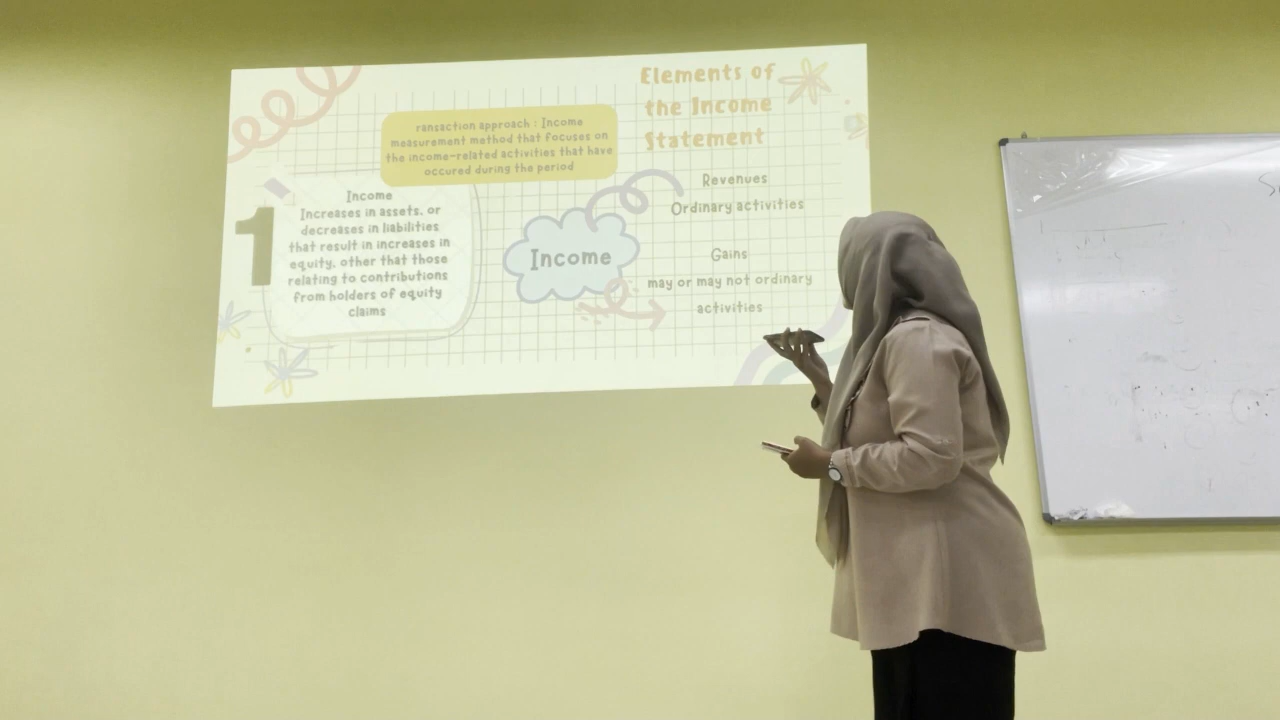 Elements of
the Income
Statement
ransaction approach : Income
measurement method that focuses on
the income-related activities that have
occured during the period
1
Income
Increases in assets, or
decreases in liabilities
that result in increases in
equity, other that those
relating to contributions
from holders of equity
claims
Income
Revenues
Ordinary activities
Gains
may or may not ordinary
activities